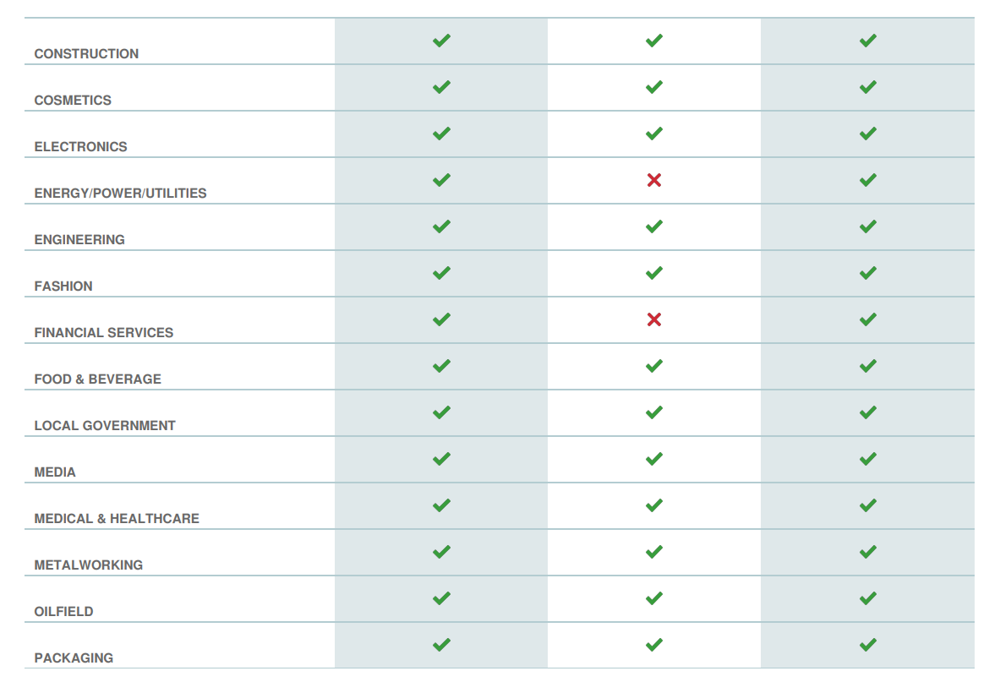 CONSTRUCTION
COSMETICS
ELECTRONICS
ENERGY/POWER/UTILITIES
ENGINEERING
FASHION
FINANCIAL SERVICES
FOOD & BEVERAGE
LOCAL GOVERNMENT
MEDIA
MEDICAL & HEALTHCARE
METALWORKING
OILFIELD
PACKAGING